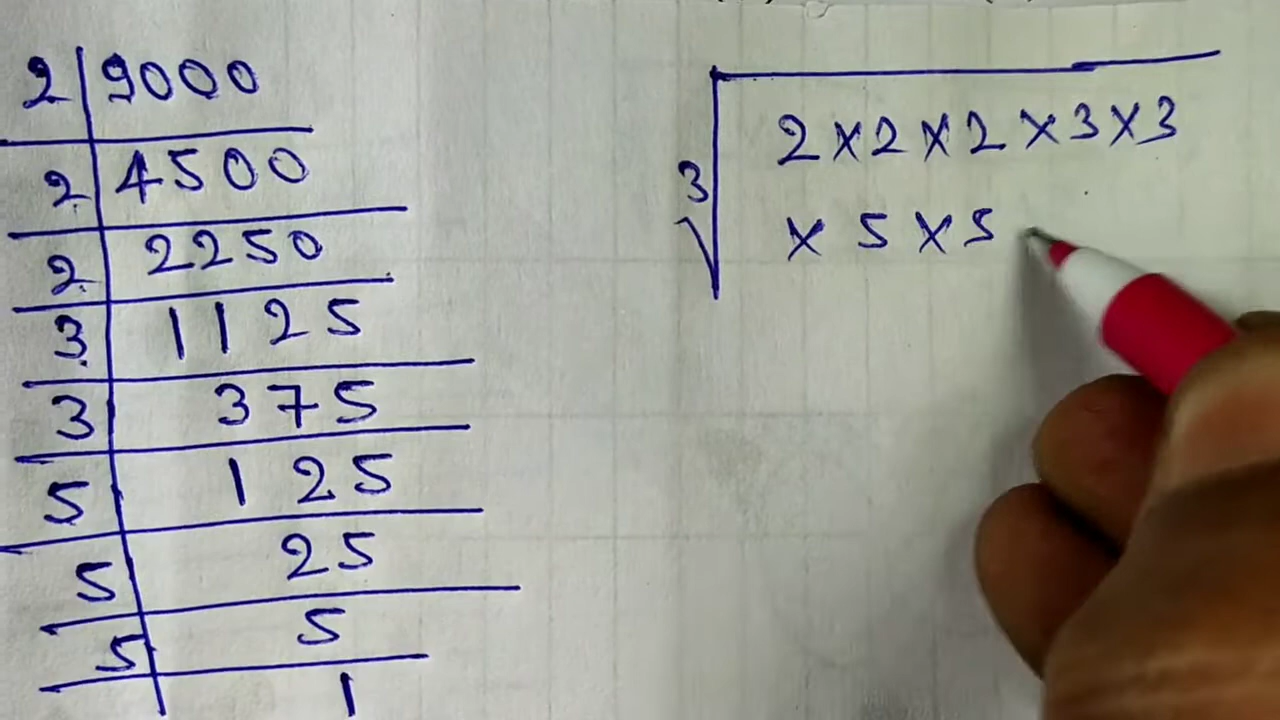 2 | 9000
2 | 4500
2 | 2250
3 | 1125
3 | 375
5 | 125
5 | 25
5 | 5
1
3√ 2 × 2 × 2 × 3 × 3
× 5 × 5